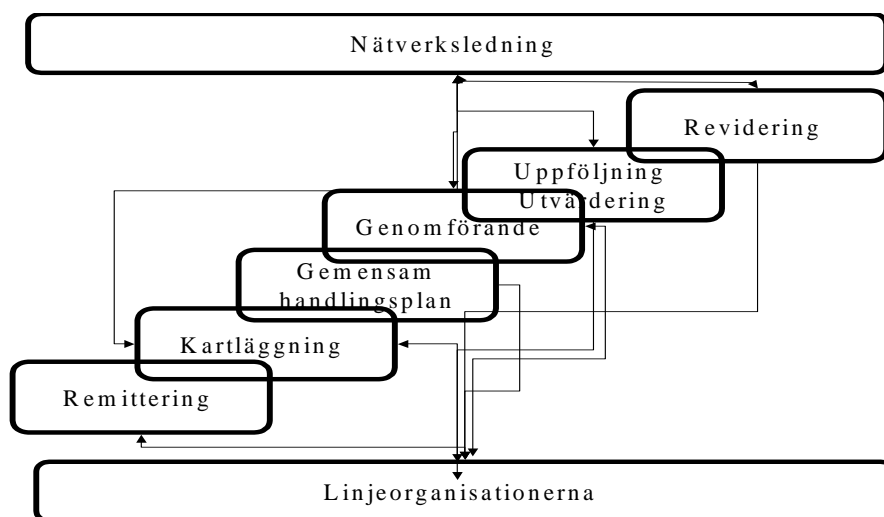 Nätverksledning
Revidering
Uppföljning
Utvärdering
Genomförande
Gemensam
handlingsplan
Kartläggning
Remittering
Linjeorganisationerna